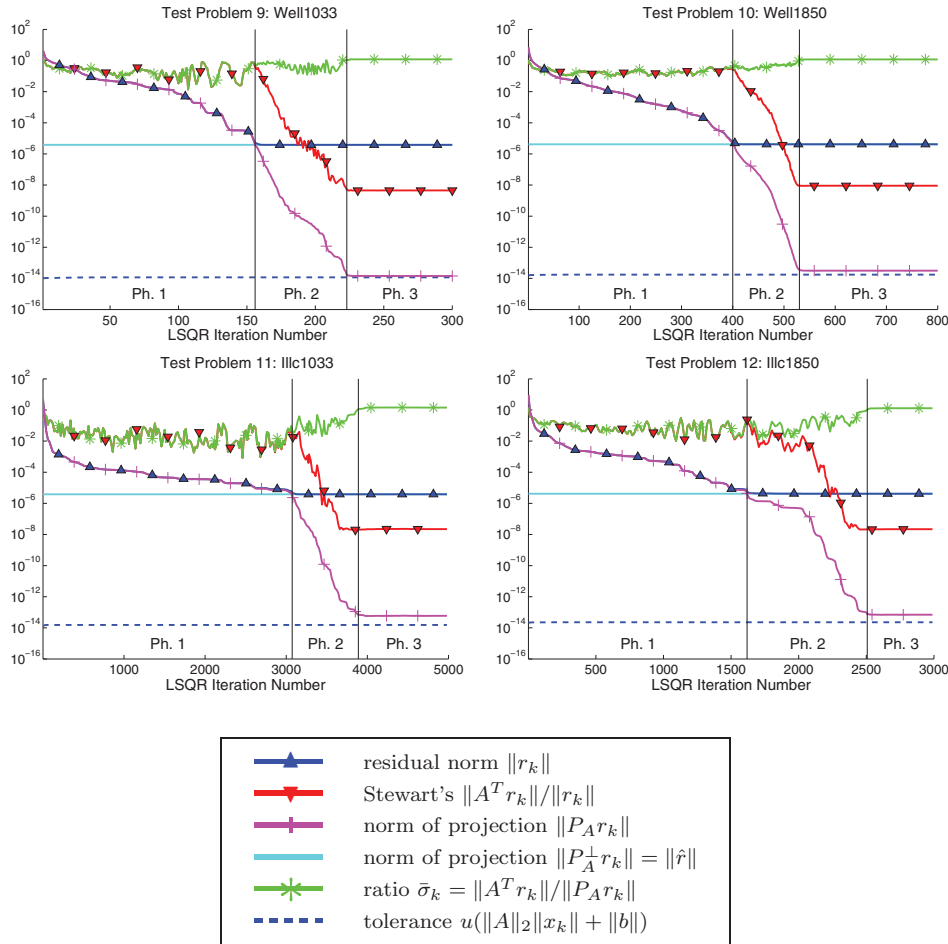 Test Problem 9: Well1033
10^2
10^0
10^-2
10^-4
10^-6
10^-8
10^-10
10^-12
10^-14
10^-16
Ph. 1
Ph. 2
Ph. 3
50 100 150 200 250 300
LSQR Iteration Number
Test Problem 10: Well1850
10^2
10^0
10^-2
10^-4
10^-6
10^-8
10^-10
10^-12
10^-14
10^-16
Ph. 1
Ph. 2
Ph. 3
100 200 300 400 500 600 700 800
LSQR Iteration Number
Test Problem 11: Illc1033
10^2
10^0
10^-2
10^-4
10^-6
10^-8
10^-10
10^-12
10^-14
10^-16
Ph. 1
Ph. 2
Ph. 3
1000 2000 3000 4000 5000
LSQR Iteration Number
Test Problem 12: Illc1850
10^2
10^0
10^-2
10^-4
10^-6
10^-8
10^-10
10^-12
10^-14
10^-16
Ph. 1
Ph. 2
Ph. 3
500 1000 1500 2000 2500 3000
LSQR Iteration Number
residual norm ‖r_k‖
Stewart's ‖A^T r_k‖/‖r_k‖
norm of projection ‖P_A r_k‖
norm of projection ‖P_A^⊥ r_k‖ = ‖r̂‖
ratio σ̄_k = ‖A^T r_k‖/‖P_A r_k‖
tolerance u(‖A‖_2‖x_k‖ + ‖b‖)